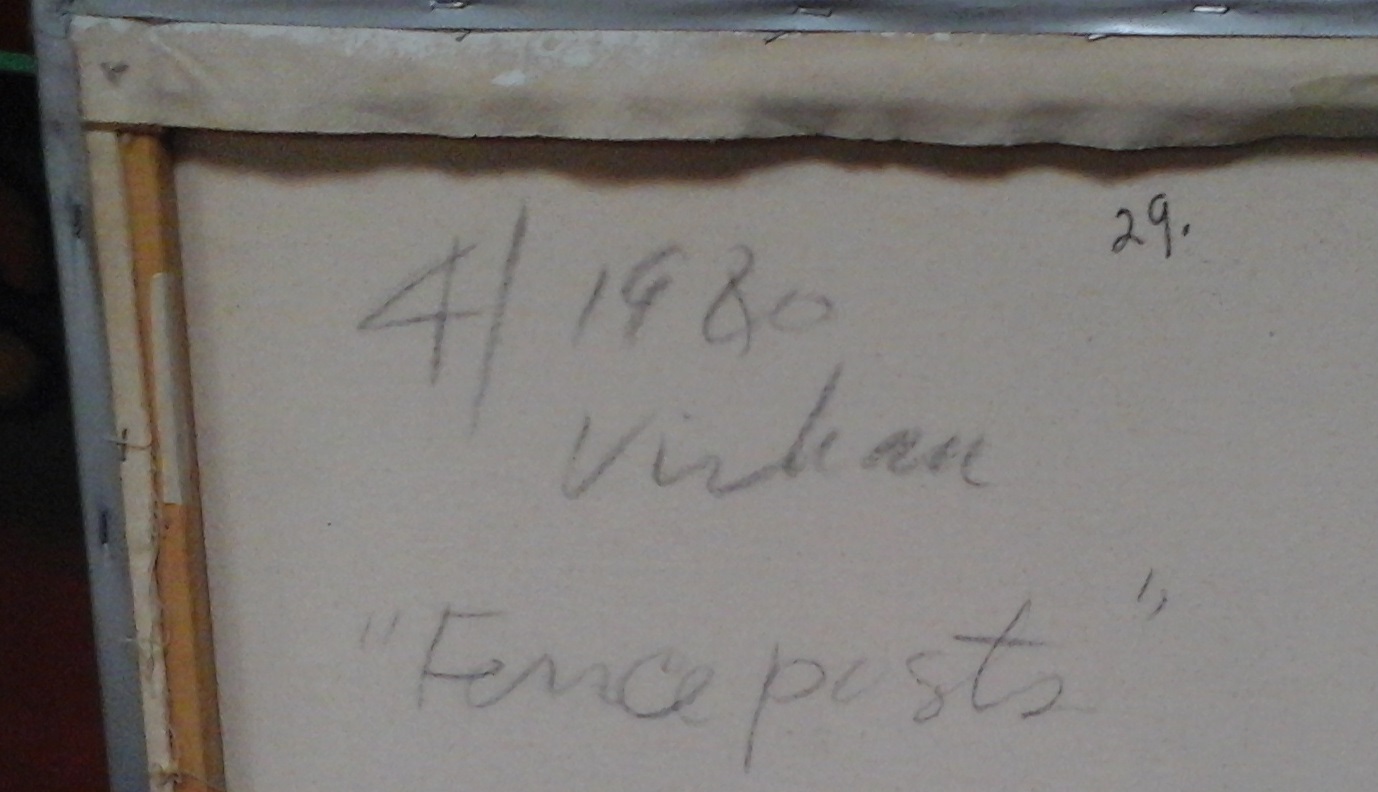 29.
4/ 1980
Virkau
"Fenceposts"